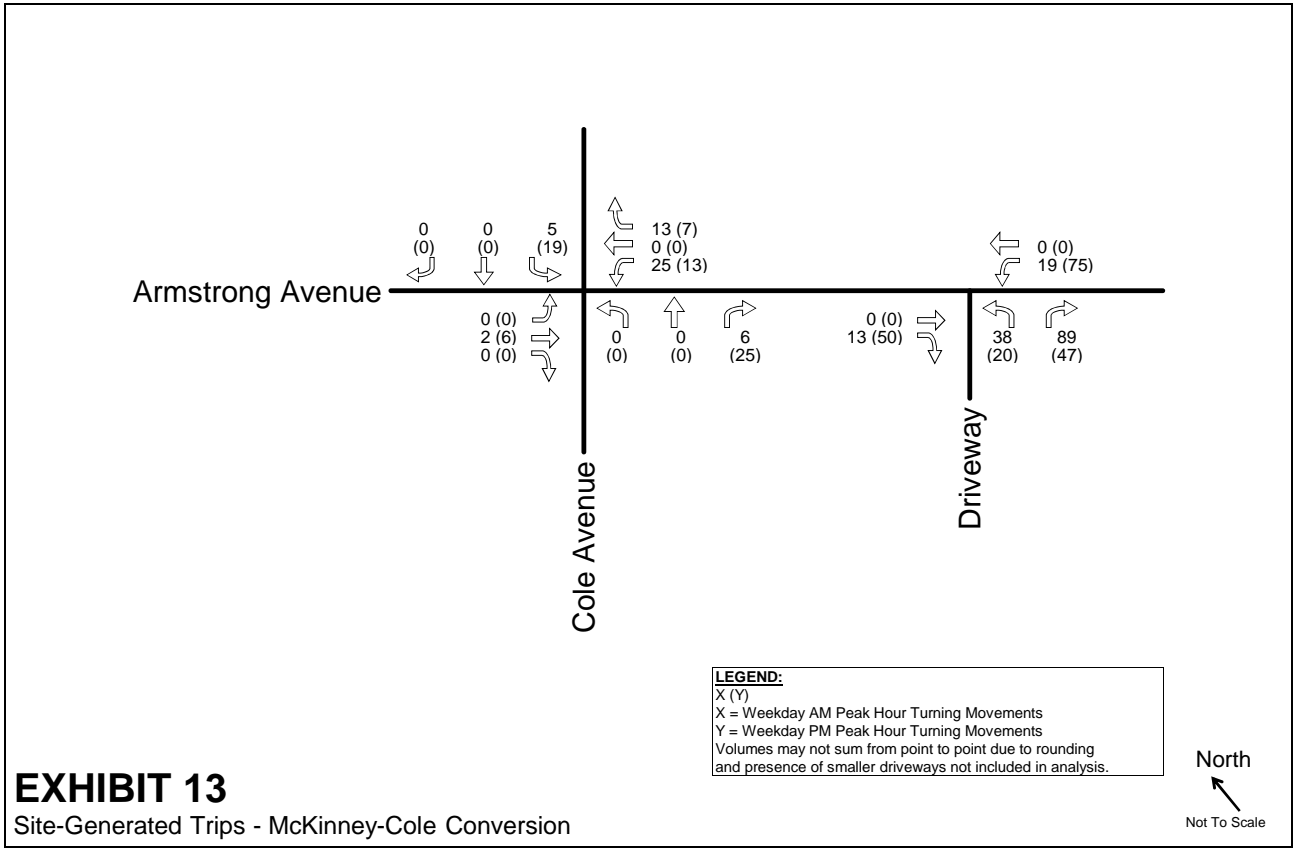 0 0 5
(0) (0) (19)
13 (7)
0 (0)
25 (13)
0 (0)
19 (75)
Armstrong Avenue
0 (0)
2 (6)
0 (0)
0 0 6
(0) (0) (25)
0 (0)
13 (50)
38 89
(20) (47)
Cole Avenue
Driveway
LEGEND:
X (Y)
X = Weekday AM Peak Hour Turning Movements
Y = Weekday PM Peak Hour Turning Movements
Volumes may not sum from point to point due to rounding
and presence of smaller driveways not included in analysis.
North
Not To Scale
EXHIBIT 13
Site-Generated Trips - McKinney-Cole Conversion